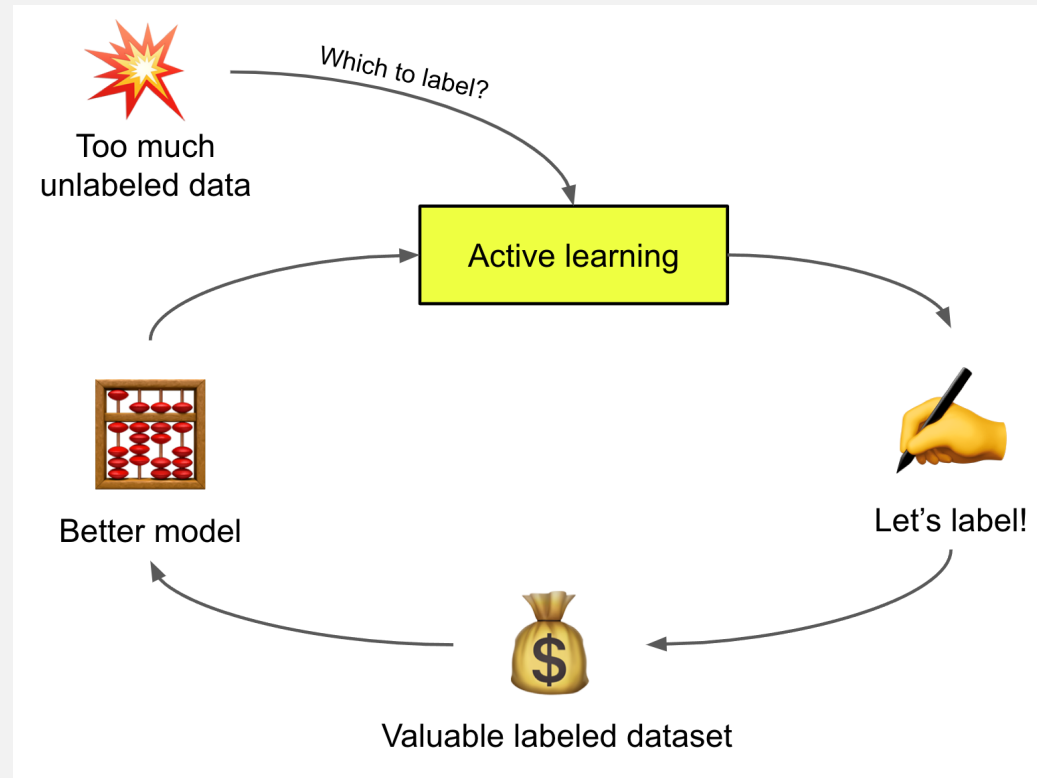 Which to label?
Too much
unlabeled data
Active learning
Better model
Let’s label!
$
Valuable labeled dataset